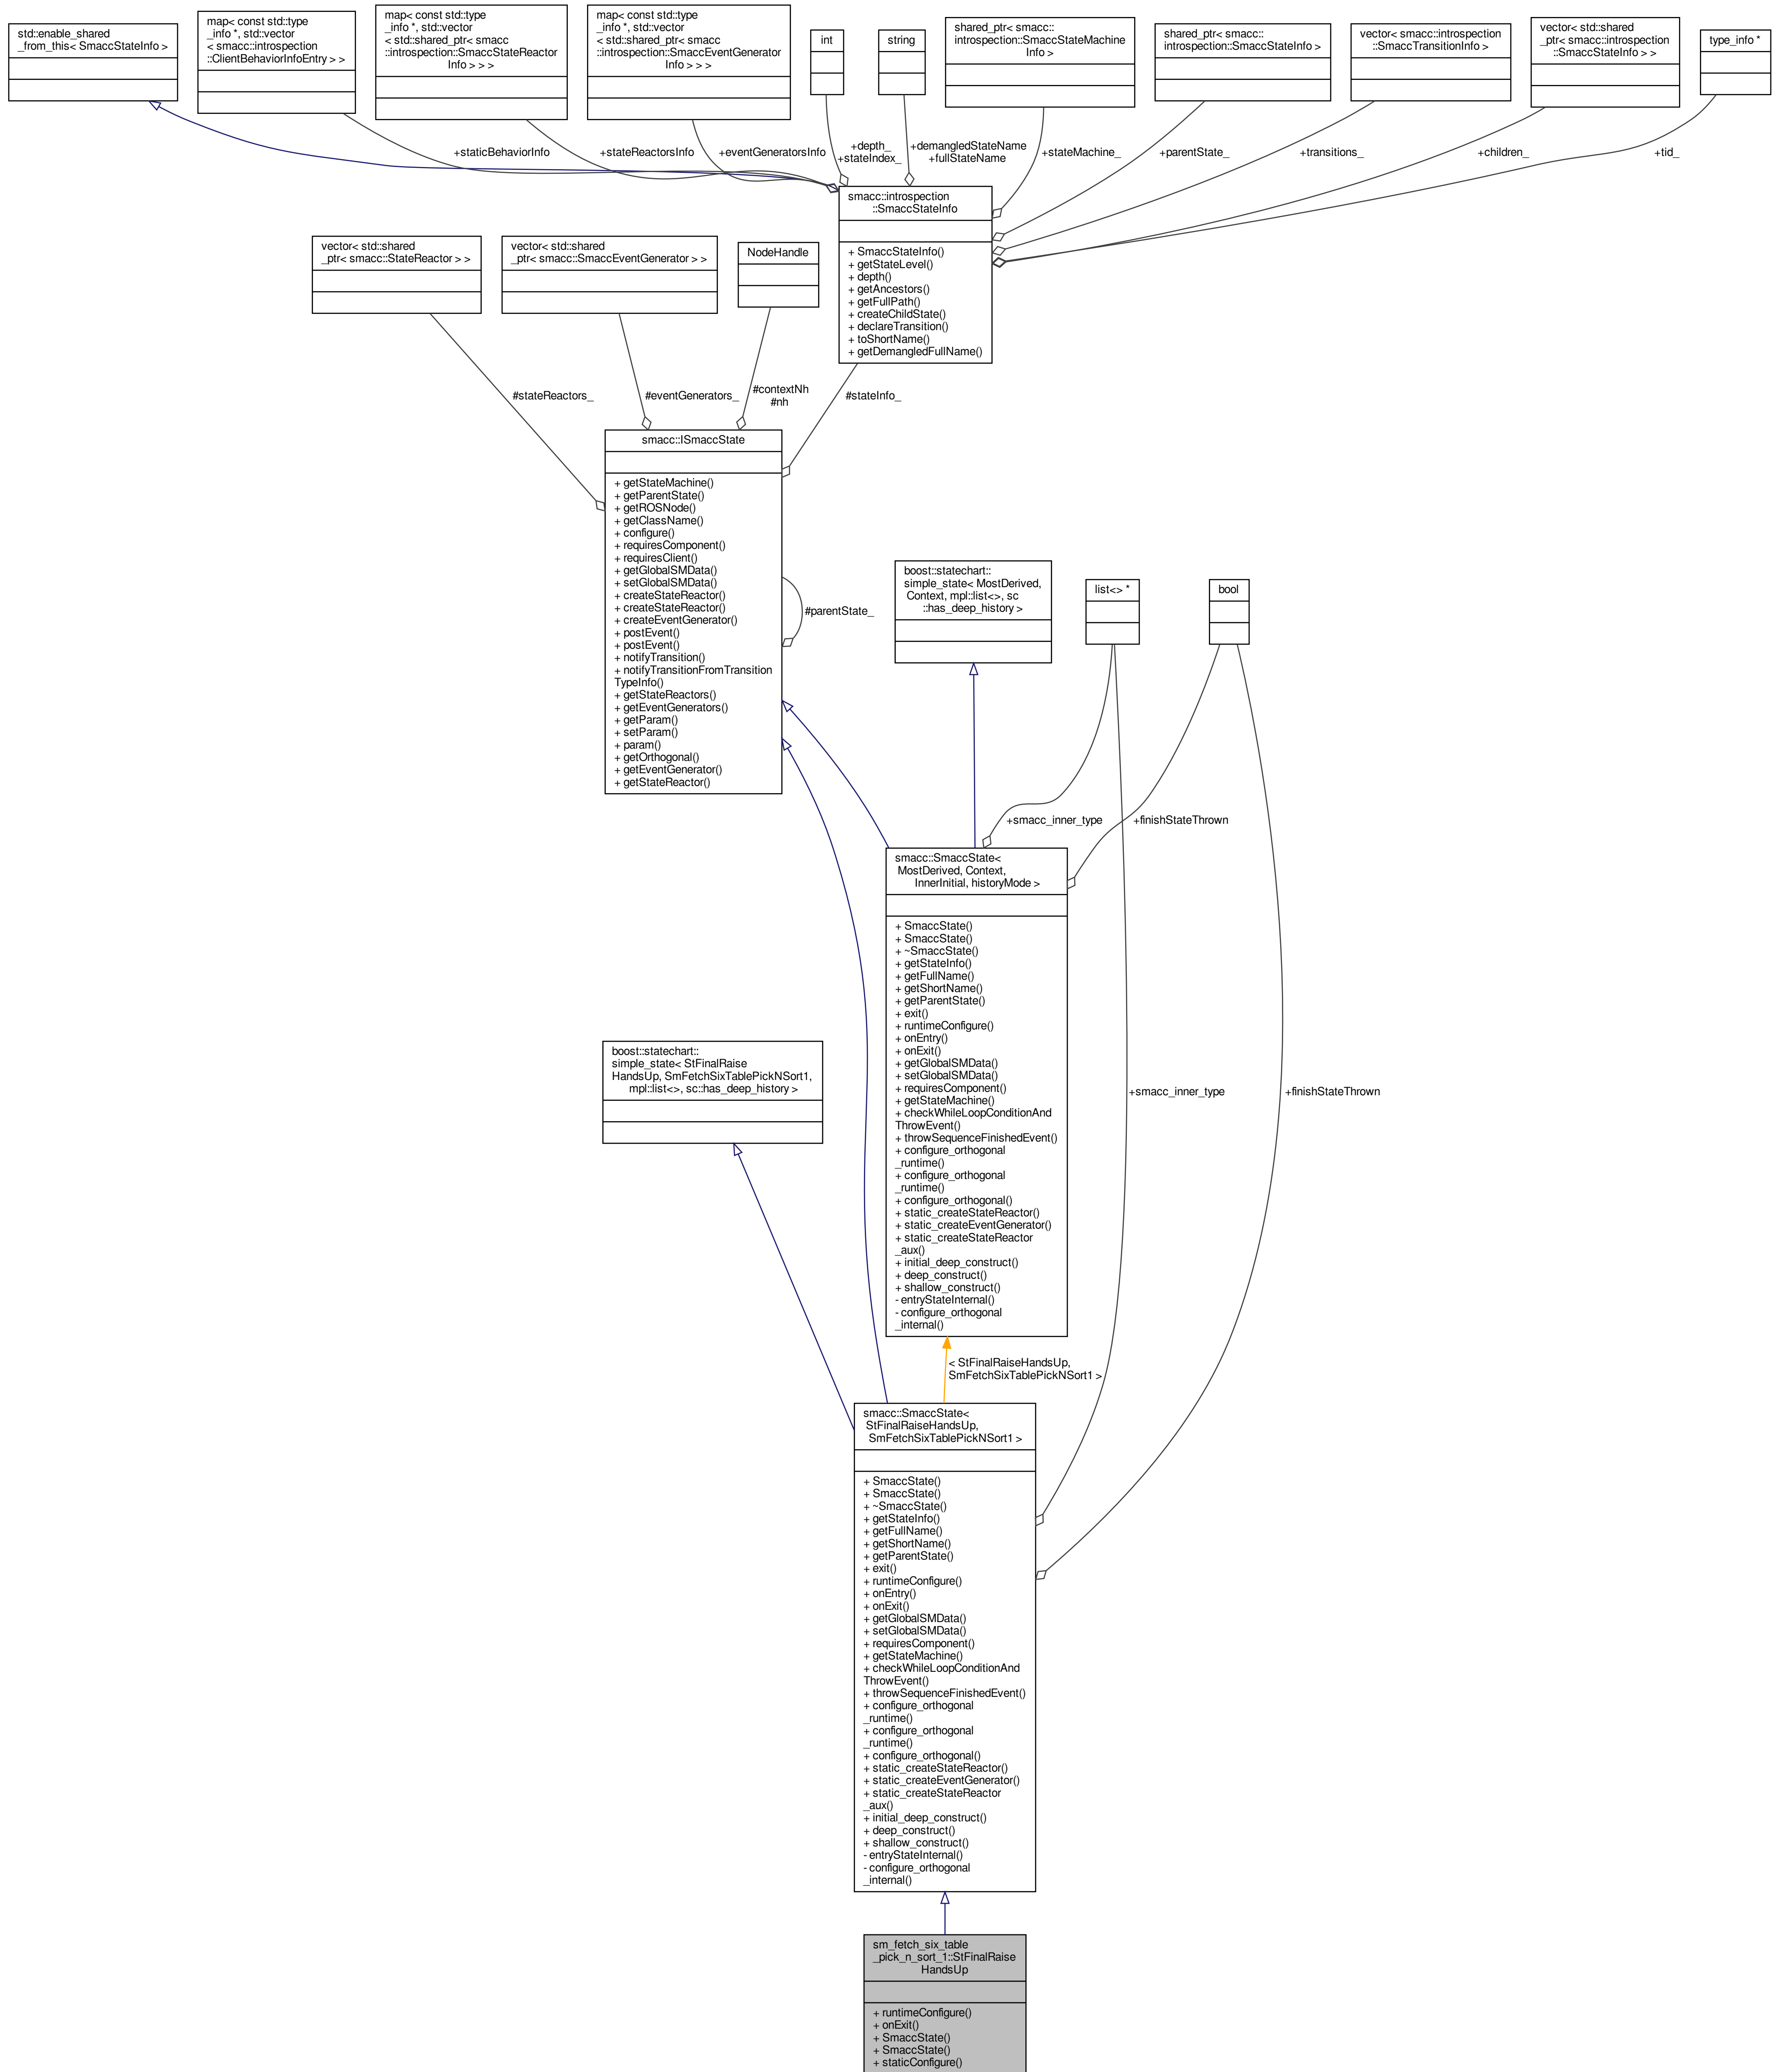 std::enable_shared
_from_this< SmaccStateInfo >
map< const std::type
_info *, std::vector
< smacc::introspection
::ClientBehaviorInfoEntry > >
map< const std::type
_info *, std::vector
< std::shared_ptr< smacc
::introspection::SmaccStateReactor
Info > > >
map< const std::type
_info *, std::vector
< std::shared_ptr< smacc
::introspection::SmaccEventGenerator
Info > > >
int
string
shared_ptr< smacc::
introspection::SmaccStateMachine
Info >
shared_ptr< smacc::
introspection::SmaccStateInfo >
vector< smacc::introspection
::SmaccTransitionInfo >
vector< std::shared
_ptr< smacc::introspection
::SmaccStateInfo > >
type_info *
+staticBehaviorInfo
+stateReactorsInfo
+eventGeneratorsInfo
+depth_
+stateIndex_
+demangledStateName
+fullStateName
+stateMachine_
+parentState_
+transitions_
+children_
+tid_
smacc::introspection
::SmaccStateInfo
+ SmaccStateInfo()
+ getStateLevel()
+ depth()
+ getAncestors()
+ getFullPath()
+ createChildState()
+ declareTransition()
+ toShortName()
+ getDemangledFullName()
vector< std::shared
_ptr< smacc::StateReactor > >
vector< std::shared
_ptr< smacc::SmaccEventGenerator > >
NodeHandle
#stateReactors_
#eventGenerators_
#contextNh
#nh
#stateInfo_
smacc::ISmaccState
+ getStateMachine()
+ getParentState()
+ getROSNode()
+ getClassName()
+ configure()
+ requiresComponent()
+ requiresClient()
+ getGlobalSMData()
+ setGlobalSMData()
+ createStateReactor()
+ createStateReactor()
+ createEventGenerator()
+ postEvent()
+ postEvent()
+ notifyTransition()
+ notifyTransitionFromTransition
TypeInfo()
+ getStateReactors()
+ getEventGenerators()
+ getParam()
+ setParam()
+ param()
+ getOrthogonal()
+ getEventGenerator()
+ getStateReactor()
#parentState_
boost::statechart::
simple_state< MostDerived,
Context, mpl::list<>, sc
::has_deep_history >
list<> *
bool
+smacc_inner_type
+finishStateThrown
smacc::SmaccState<
MostDerived, Context,
InnerInitial, historyMode >
+ SmaccState()
+ SmaccState()
+ ~SmaccState()
+ getStateInfo()
+ getFullName()
+ getShortName()
+ getParentState()
+ exit()
+ runtimeConfigure()
+ onEntry()
+ onExit()
+ getGlobalSMData()
+ setGlobalSMData()
+ requiresComponent()
+ getStateMachine()
+ checkWhileLoopConditionAnd
ThrowEvent()
+ throwSequenceFinishedEvent()
+ configure_orthogonal
_runtime()
+ configure_orthogonal
_runtime()
+ configure_orthogonal()
+ static_createStateReactor()
+ static_createEventGenerator()
+ static_createStateReactor
_aux()
+ initial_deep_construct()
+ deep_construct()
+ shallow_construct()
- entryStateInternal()
- configure_orthogonal
_internal()
boost::statechart::
simple_state< StFinalRaise
HandsUp, SmFetchSixTablePickNSort1,
mpl::list<>, sc::has_deep_history >
+smacc_inner_type
+finishStateThrown
< StFinalRaiseHandsUp,
SmFetchSixTablePickNSort1 >
smacc::SmaccState<
StFinalRaiseHandsUp,
SmFetchSixTablePickNSort1 >
+ SmaccState()
+ SmaccState()
+ ~SmaccState()
+ getStateInfo()
+ getFullName()
+ getShortName()
+ getParentState()
+ exit()
+ runtimeConfigure()
+ onEntry()
+ onExit()
+ getGlobalSMData()
+ setGlobalSMData()
+ requiresComponent()
+ getStateMachine()
+ checkWhileLoopConditionAnd
ThrowEvent()
+ throwSequenceFinishedEvent()
+ configure_orthogonal
_runtime()
+ configure_orthogonal
_runtime()
+ configure_orthogonal()
+ static_createStateReactor()
+ static_createEventGenerator()
+ static_createStateReactor
_aux()
+ initial_deep_construct()
+ deep_construct()
+ shallow_construct()
- entryStateInternal()
- configure_orthogonal
_internal()
sm_fetch_six_table
_pick_n_sort_1::StFinalRaise
HandsUp
+ runtimeConfigure()
+ onExit()
+ SmaccState()
+ SmaccState()
+ staticConfigure()